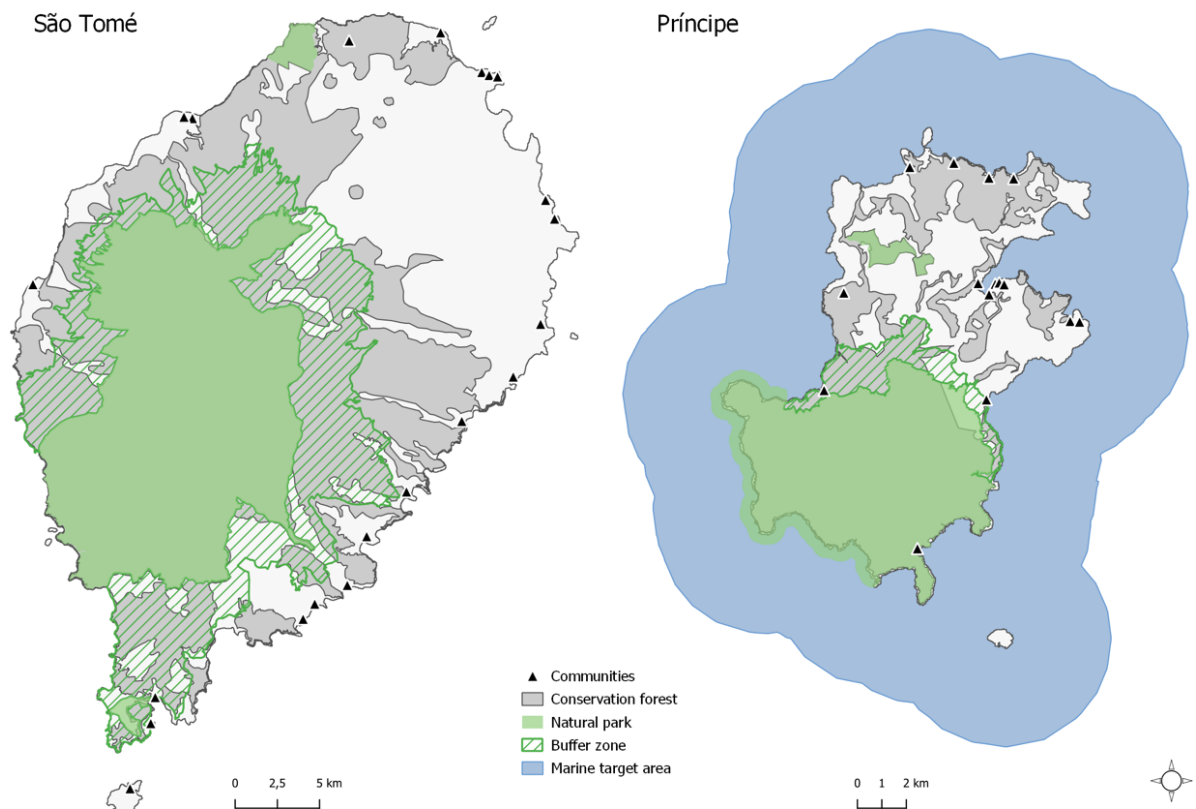 São Tomé
Príncipe
Communities
Conservation forest
Natural park
Buffer zone
Marine target area
0 2,5 5 km
0 1 2 km